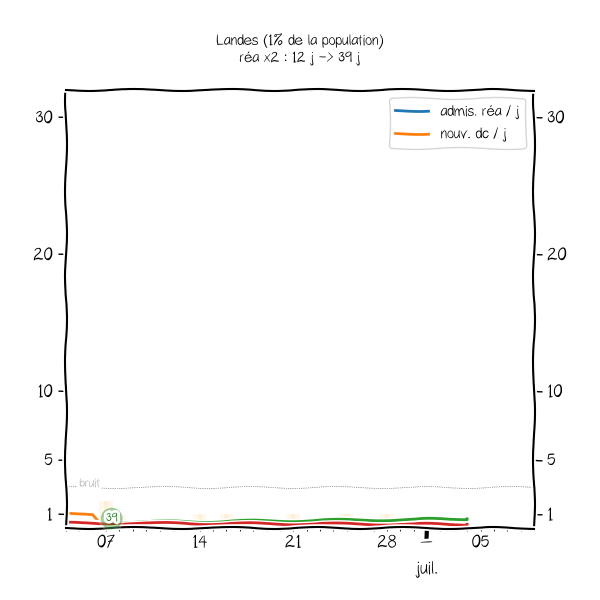 Landes (1% de la population)
réa x2 : 12 j -> 39 j
admis. réa / j
nouv. dc / j
30
30
20
20
10
10
5
5
bruit
1
39
1
07
14
21
28
1
05
juil.